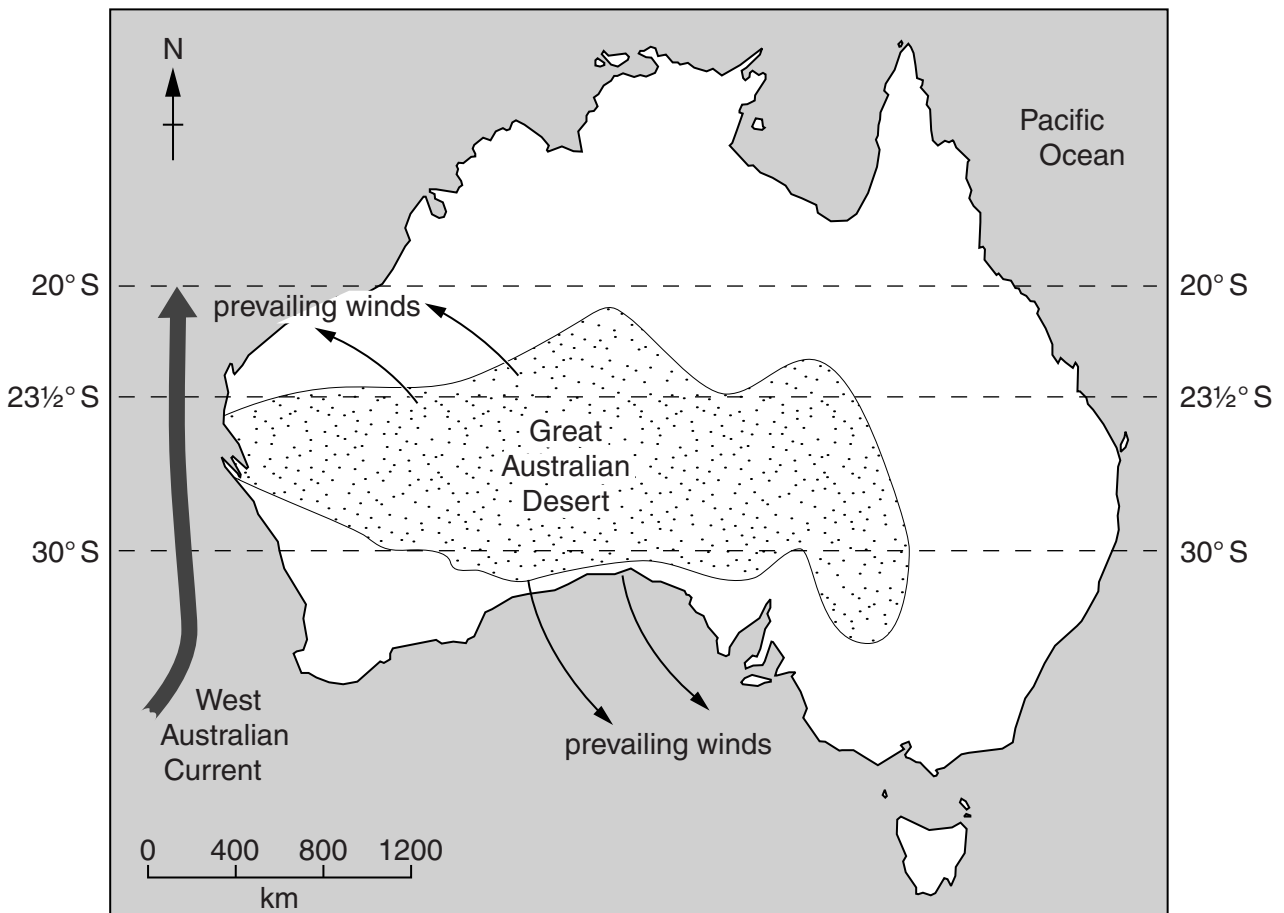 N
Pacific
Ocean
20° S
20° S
prevailing winds
23½° S
23½° S
Great
Australian
Desert
30° S
30° S
West
Australian
Current
prevailing winds
0 400 800 1200
km